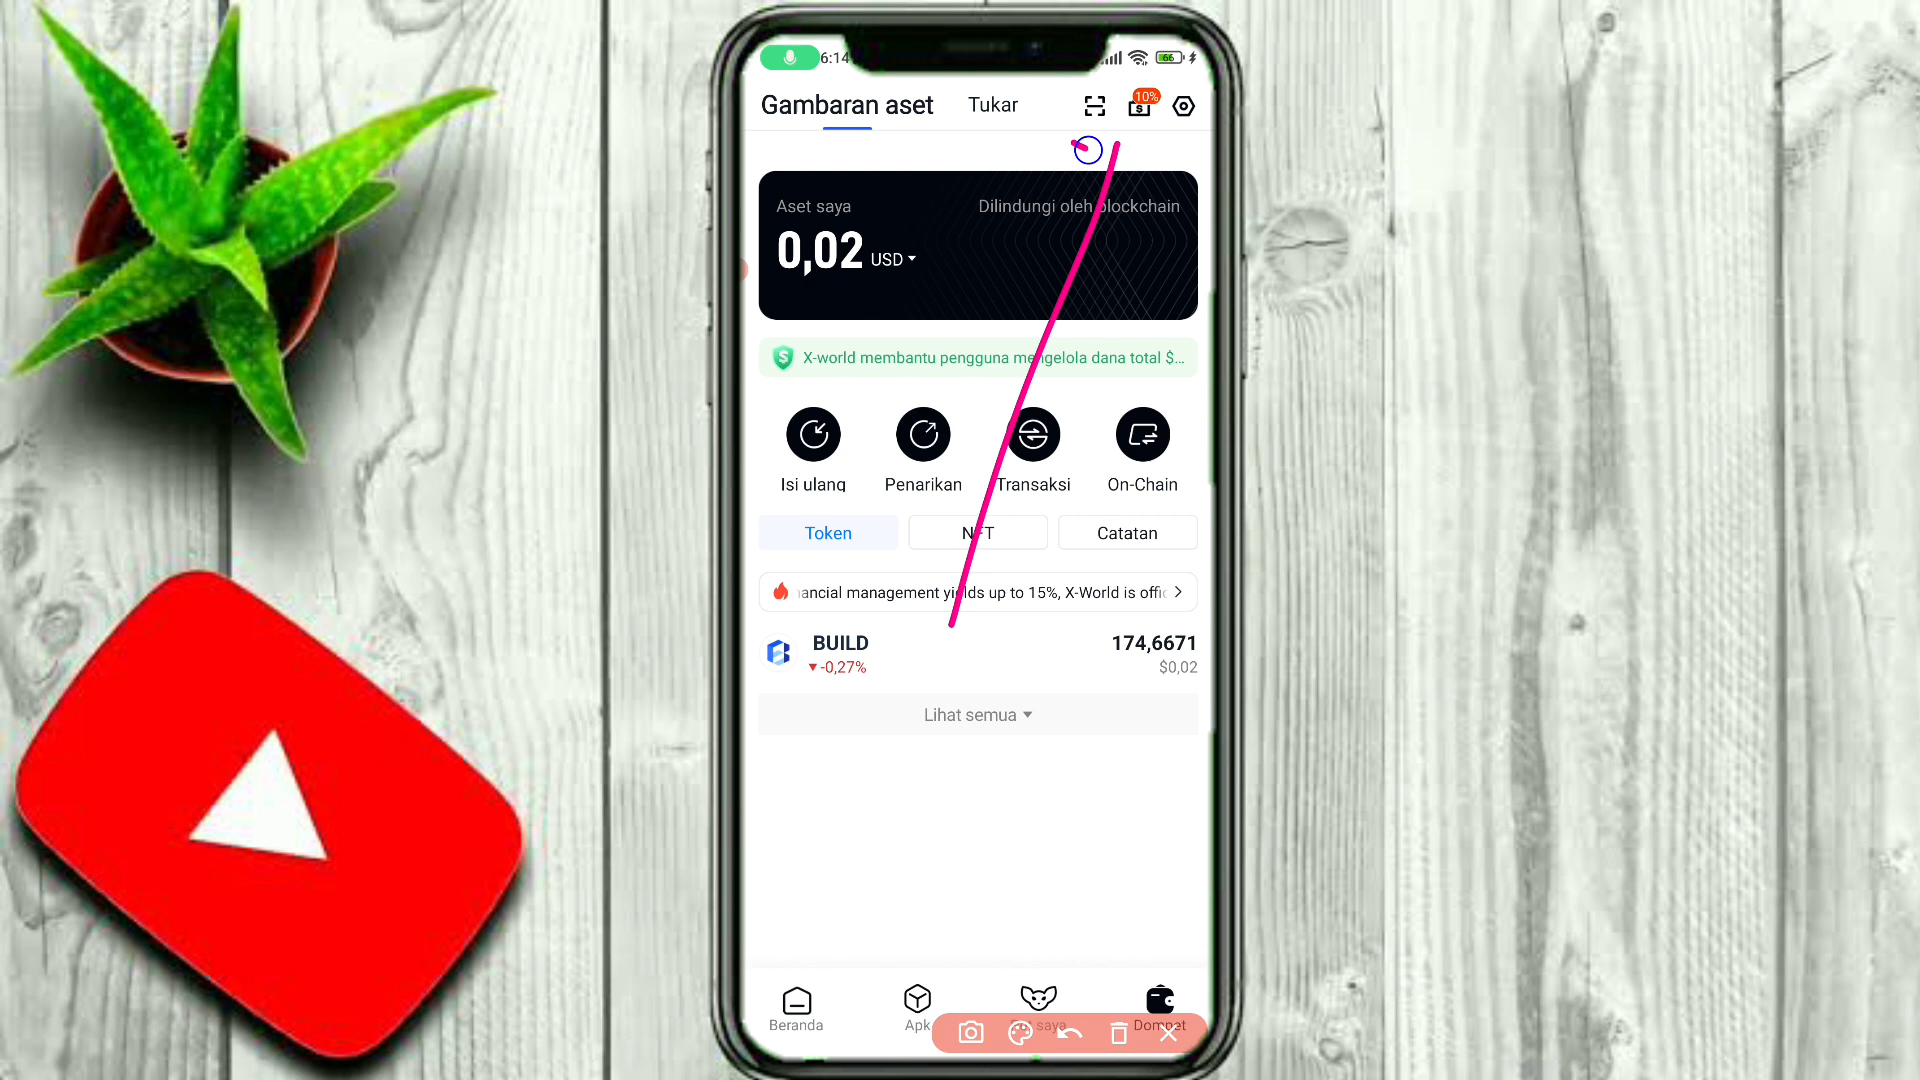 6:14
66
Gambaran aset
Tukar
10%
Aset saya
Dilindungi oleh blockchain
0,02 USD
X-world membantu pengguna mengelola dana total $...
Isi ulang
Penarikan
Transaksi
On-Chain
Token
NFT
Catatan
ancial management yields up to 15%, X-World is offic
BUILD
174,6671
-0,27%
$0,02
Lihat semua
Beranda
Apk
saya
Dompet